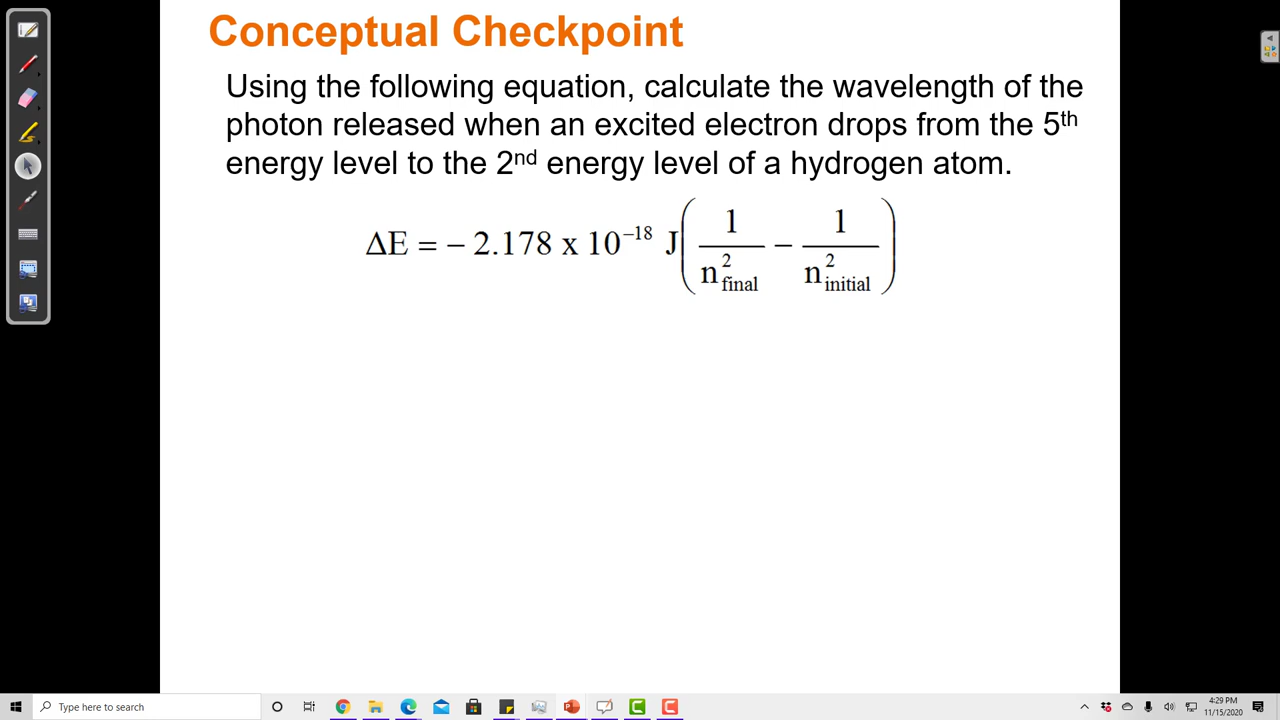 Conceptual Checkpoint
Using the following equation, calculate the wavelength of the
photon released when an excited electron drops from the 5th
energy level to the 2nd energy level of a hydrogen atom.
ΔE = − 2.178 x 10⁻¹⁸ J( 1/n²final − 1/n²initial )
Type here to search
4:29 PM
11/15/2020